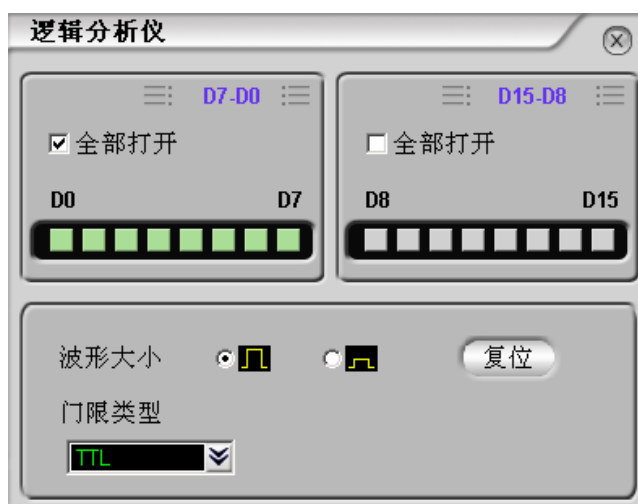 逻辑分析仪
D7-D0
D15-D8
全部打开
全部打开
D0 D7
D8 D15
波形大小
复位
门限类型
TTL